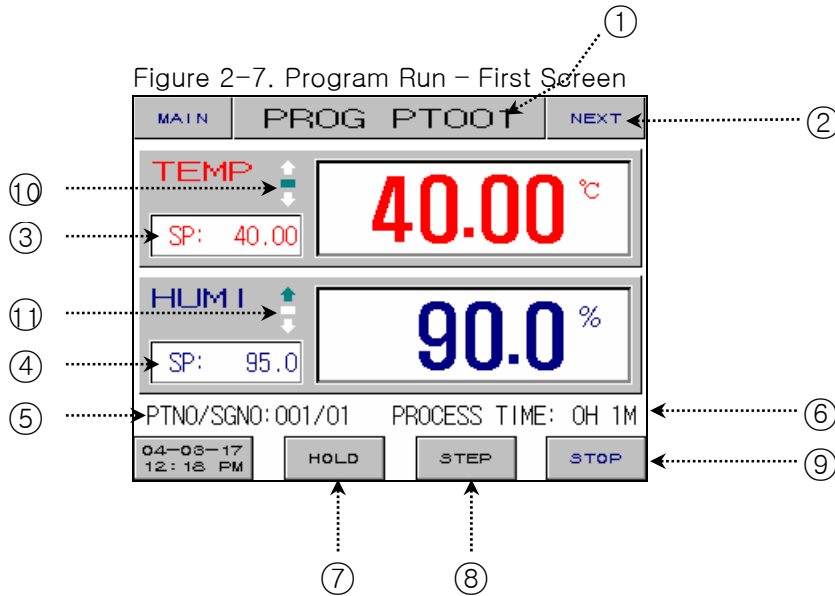 ①
Figure 2-7. Program Run - First Screen
MAIN PROG PT001 NEXT ②
TEMP
⑩
40.00 ℃
③ SP: 40.00
HUMI
⑪
90.0 %
④ SP: 95.0
⑤ PTNO/SGNO:001/01 PROCESS TIME: 0H 1M ⑥
04-03-17
12:18 PM
HOLD STEP STOP ⑨
⑦ ⑧